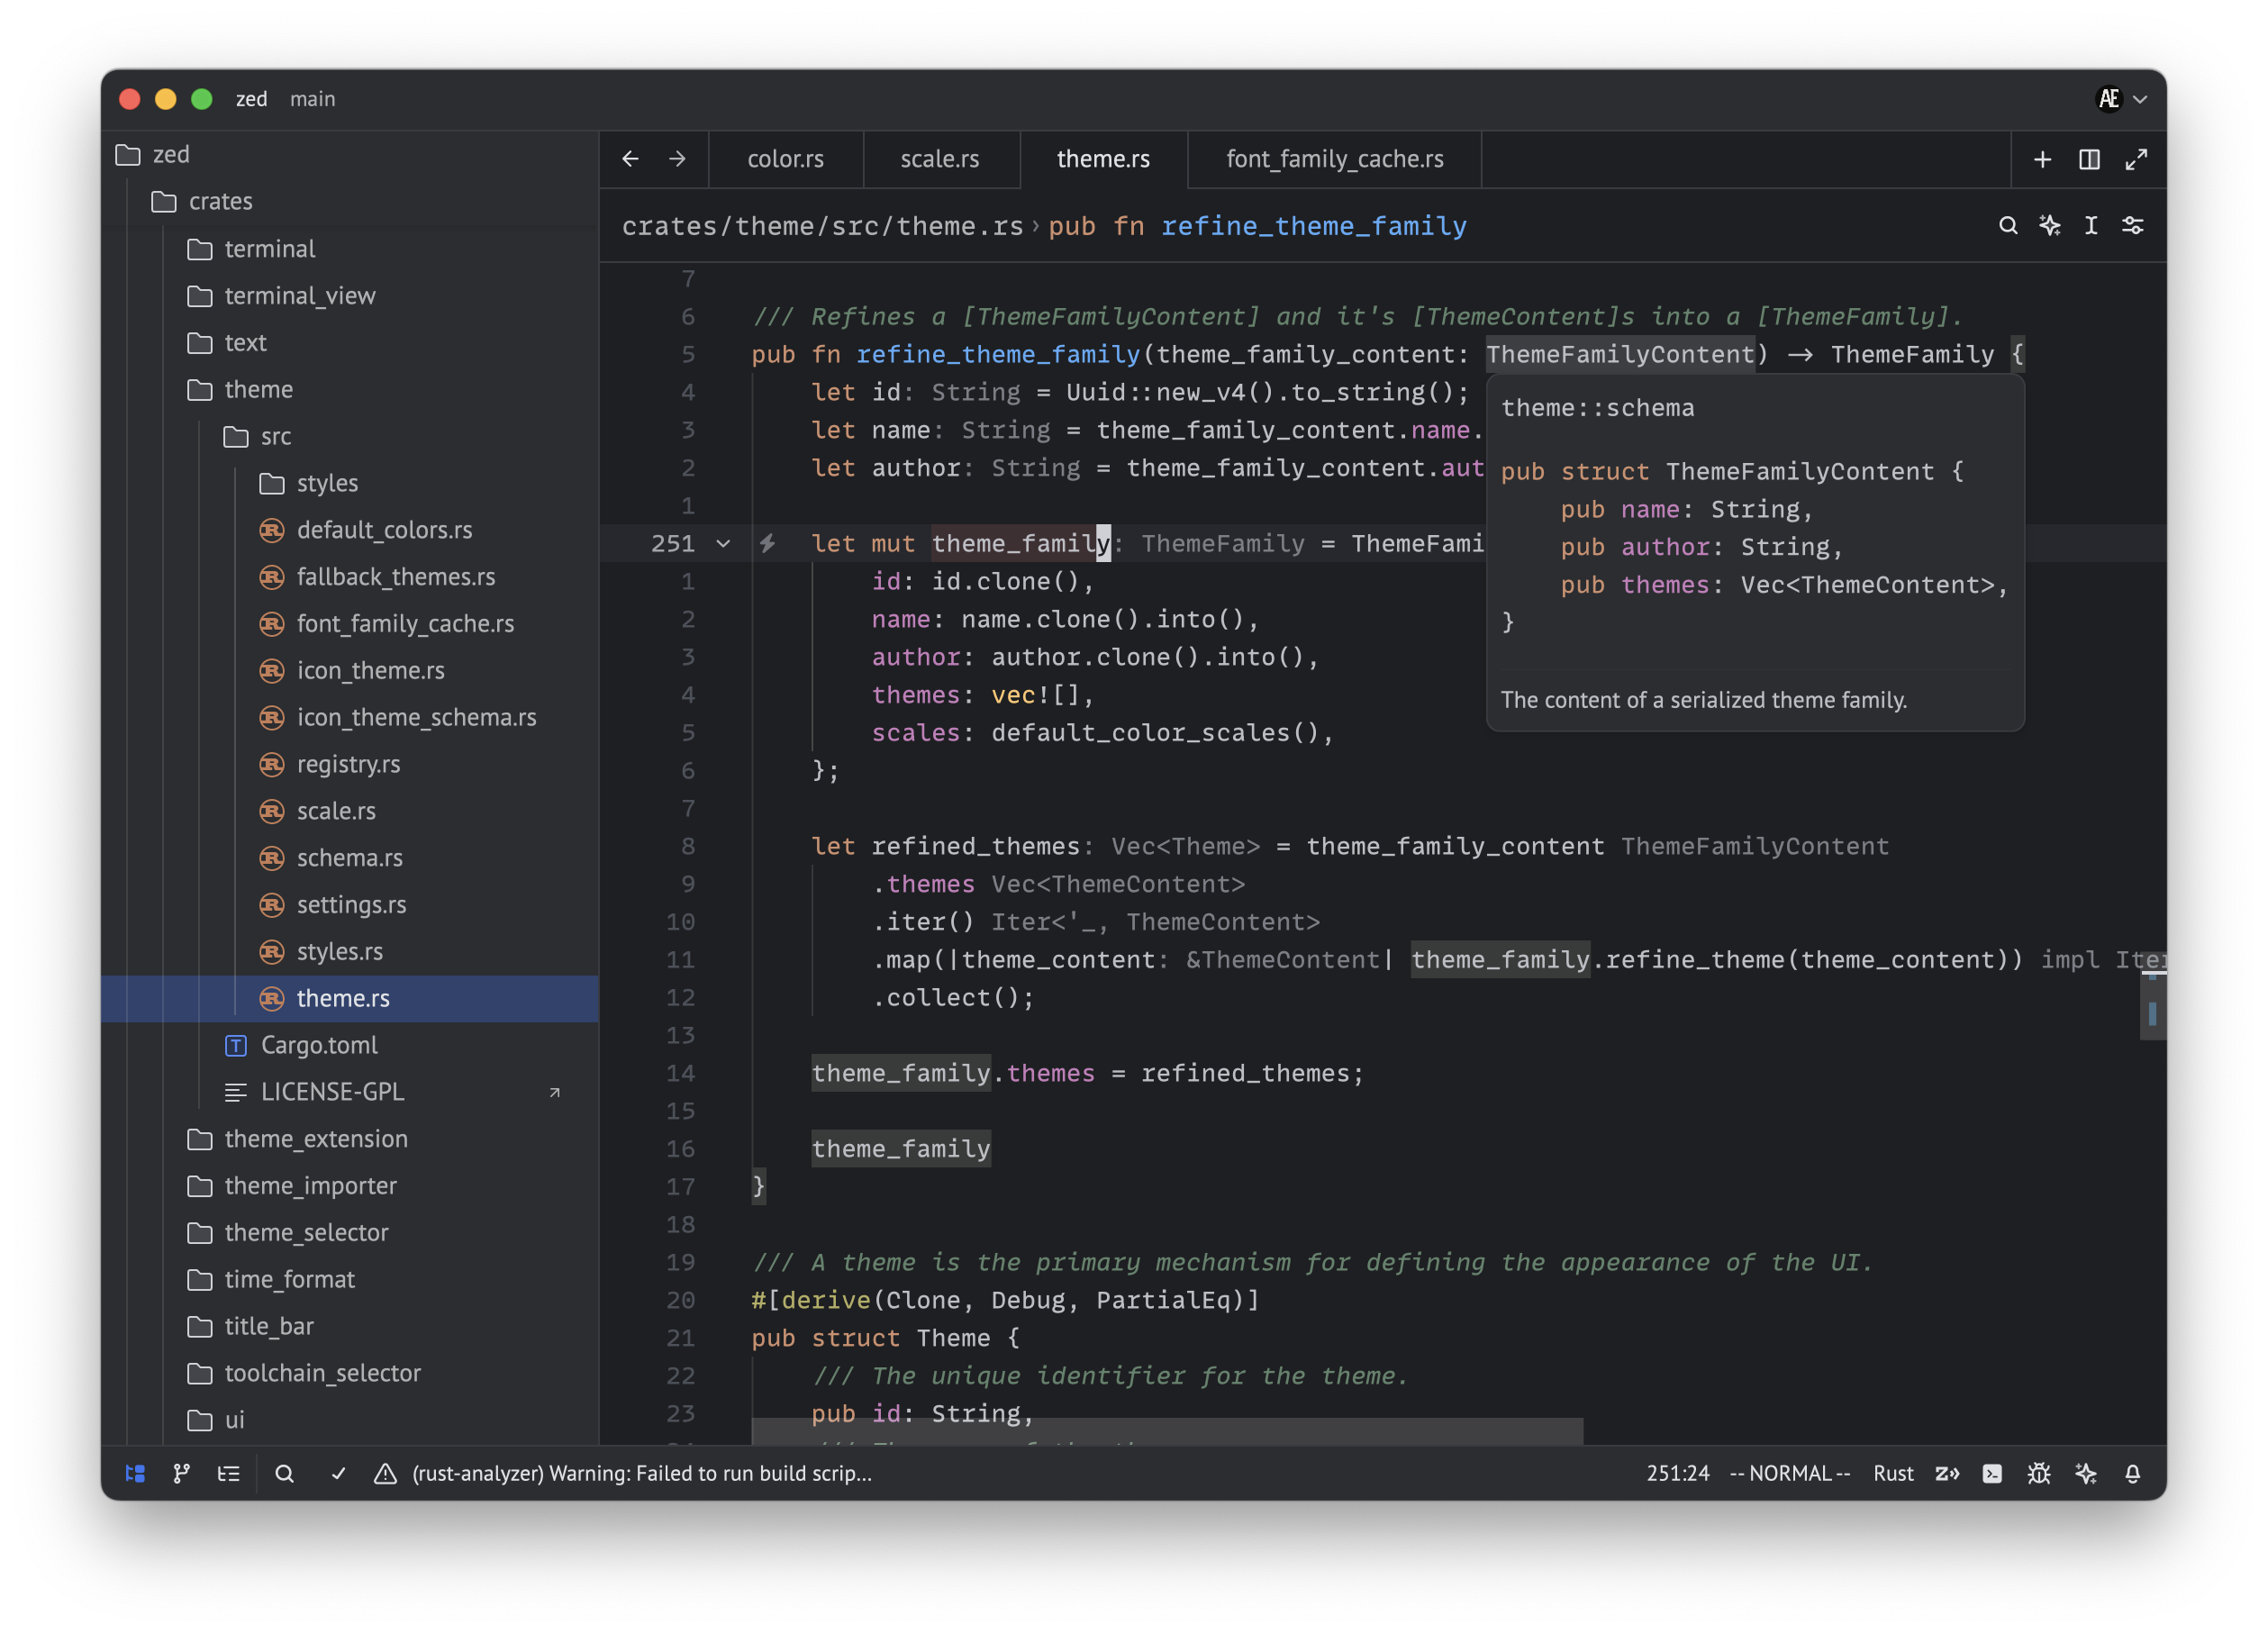 zed main
AE
zed
crates
terminal
terminal_view
text
theme
src
styles
default_colors.rs
fallback_themes.rs
font_family_cache.rs
icon_theme.rs
icon_theme_schema.rs
registry.rs
scale.rs
schema.rs
settings.rs
styles.rs
theme.rs
Cargo.toml
LICENSE-GPL
theme_extension
theme_importer
theme_selector
time_format
title_bar
toolchain_selector
ui
color.rs scale.rs theme.rs font_family_cache.rs
crates/theme/src/theme.rs › pub fn refine_theme_family
7
6 /// Refines a [ThemeFamilyContent] and it's [ThemeContent]s into a [ThemeFamily].
5 pub fn refine_theme_family(theme_family_content: ThemeFamilyContent) → ThemeFamily {
4 let id: String = Uuid::new_v4().to_string();
3 let name: String = theme_family_content.name.
2 let author: String = theme_family_content.aut
1
251 let mut theme_family: ThemeFamily = ThemeFami
1 id: id.clone(),
2 name: name.clone().into(),
3 author: author.clone().into(),
4 themes: vec![],
5 scales: default_color_scales(),
6 };
7
8 let refined_themes: Vec<Theme> = theme_family_content ThemeFamilyContent
9 .themes Vec<ThemeContent>
10 .iter() Iter<'_, ThemeContent>
11 .map(|theme_content: &ThemeContent| theme_family.refine_theme(theme_content)) impl Iter
12 .collect();
13
14 theme_family.themes = refined_themes;
15
16 theme_family
17 }
18
19 /// A theme is the primary mechanism for defining the appearance of the UI.
20 #[derive(Clone, Debug, PartialEq)]
21 pub struct Theme {
22 /// The unique identifier for the theme.
23 pub id: String,
theme::schema
pub struct ThemeFamilyContent {
pub name: String,
pub author: String,
pub themes: Vec<ThemeContent>,
}
The content of a serialized theme family.
(rust-analyzer) Warning: Failed to run build scrip… 251:24 -- NORMAL -- Rust